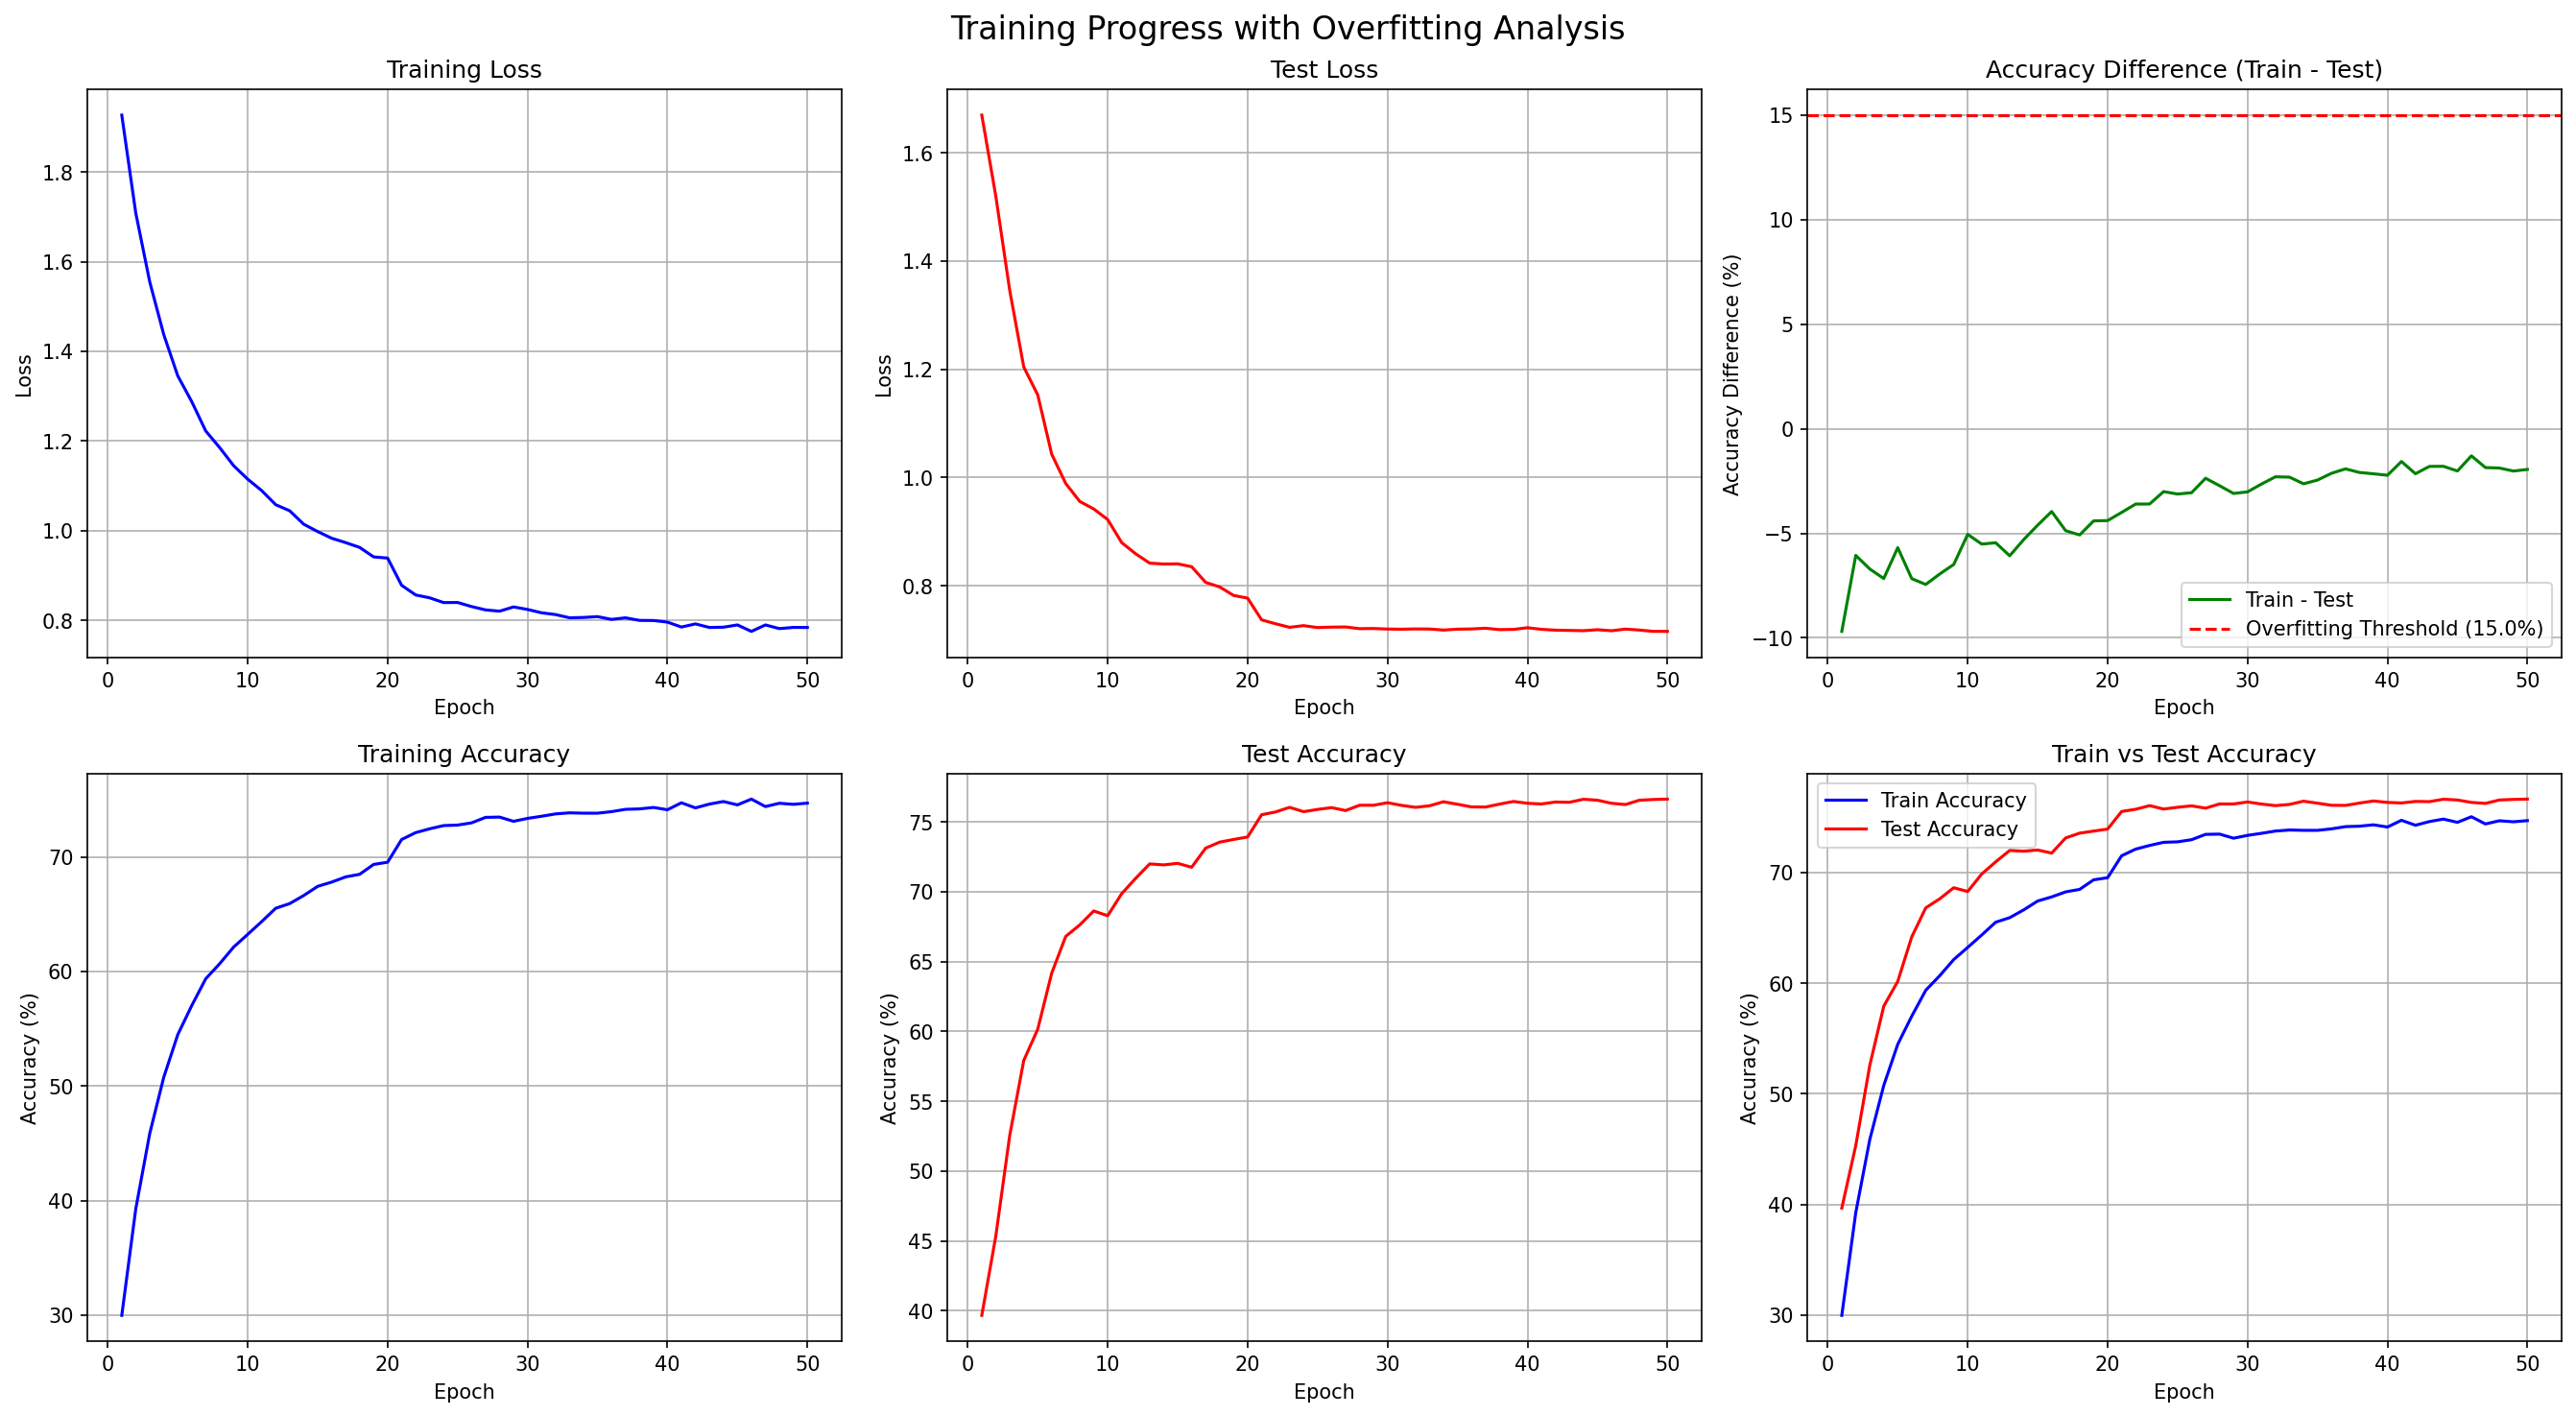 Training Progress with Overfitting Analysis
Training Loss
Loss
1.8
1.6
1.4
1.2
1.0
0.8
0 10 20 30 40 50
Epoch
Test Loss
Loss
1.6
1.4
1.2
1.0
0.8
0 10 20 30 40 50
Epoch
Accuracy Difference (Train - Test)
Accuracy Difference (%)
15
10
5
0
−5
−10
Train - Test
Overfitting Threshold (15.0%)
0 10 20 30 40 50
Epoch
Training Accuracy
Accuracy (%)
70
60
50
40
30
0 10 20 30 40 50
Epoch
Test Accuracy
Accuracy (%)
75
70
65
60
55
50
45
40
0 10 20 30 40 50
Epoch
Train vs Test Accuracy
Accuracy (%)
Train Accuracy
Test Accuracy
70
60
50
40
30
0 10 20 30 40 50
Epoch